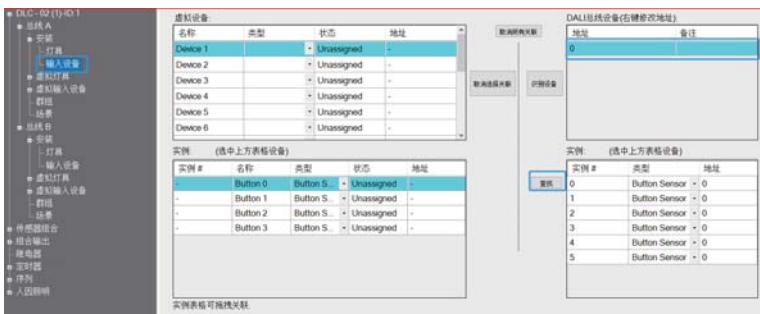 DLC-02 (1)-ID:1
总线 A
安装
灯具
输入设备
虚拟灯具
虚拟输入设备
群组
场景
总线 B
安装
灯具
输入设备
虚拟灯具
虚拟输入设备
群组
场景
传感器组合
组合输出
继电器
定时器
序列
人因照明
虚拟设备:
名称 类型 状态 地址
Device 1 Unassigned -
Device 2 Unassigned -
Device 3 Unassigned -
Device 4 Unassigned -
Device 5 Unassigned -
Device 6 Unassigned -
实例: (选中上方表格设备)
实例 # 名称 类型 状态 地址
- Button 0 Button S... Unassigned -
- Button 1 Button S... Unassigned -
- Button 2 Button S... Unassigned -
- Button 3 Button S... Unassigned -
实例表格可拖拽关联
取消所有关联
取消选择关联 识别设备
查找
DALI总线设备(右键修改地址)
地址 备注
0
实例: (选中上方表格设备)
实例 # 类型 地址
0 Button Sensor 0
1 Button Sensor 0
2 Button Sensor 0
3 Button Sensor 0
4 Button Sensor 0
5 Button Sensor 0